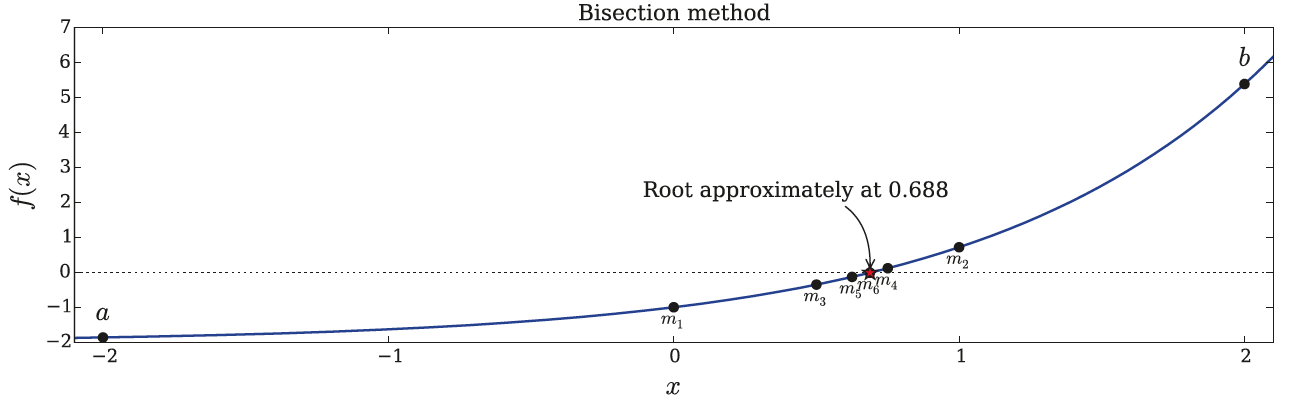 Bisection method
7
6
5
4
3
2
1
0
−1
−2
f(x)
b
Root approximately at 0.688
a
m₁
m₃
m₅
m₆
m₄
m₂
−2
−1
0
1
2
x